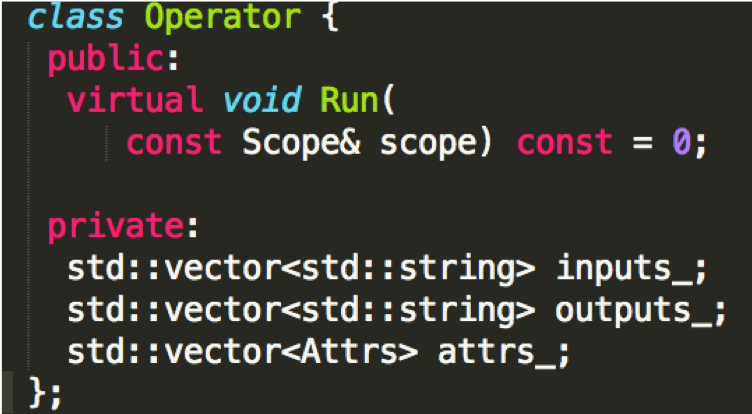 class Operator {
public:
virtual void Run(
const Scope& scope) const = 0;
private:
std::vector<std::string> inputs_;
std::vector<std::string> outputs_;
std::vector<Attrs> attrs_;
};